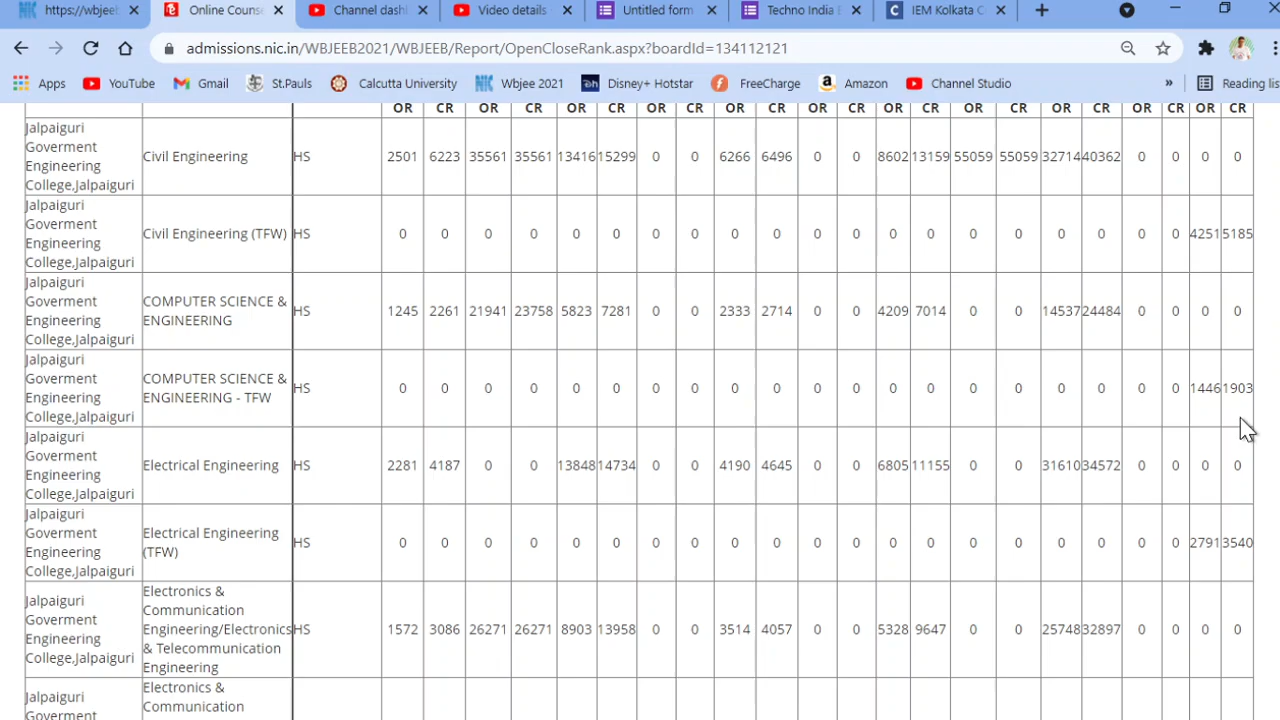 https://wbjeeb
Online Couns
Channel dashl
Video details
Untitled form
Techno India E
IEM Kolkata C
admissions.nic.in/WBJEEB2021/WBJEEB/Report/OpenCloseRank.aspx?boardId=134112121
Apps YouTube Gmail St.Pauls Calcutta University Wbjee 2021 Disney+ Hotstar FreeCharge Amazon Channel Studio » Reading list
OR CR OR CR OR CR OR CR OR CR OR CR OR CR OR CR OR CR OR CR OR CR
Jalpaiguri
Goverment
Engineering
College,Jalpaiguri
Civil Engineering
HS 2501 6223 35561 35561 13416 15299 0 0 6266 6496 0 0 8602 13159 55059 55059 32714 40362 0 0 0 0
Jalpaiguri
Goverment
Engineering
College,Jalpaiguri
Civil Engineering (TFW)
HS 0 0 0 0 0 0 0 0 0 0 0 0 0 0 0 0 0 0 0 0 4251 5185
Jalpaiguri
Goverment
Engineering
College,Jalpaiguri
COMPUTER SCIENCE &
ENGINEERING
HS 1245 2261 21941 23758 5823 7281 0 0 2333 2714 0 0 4209 7014 0 0 14537 24484 0 0 0 0
Jalpaiguri
Goverment
Engineering
College,Jalpaiguri
COMPUTER SCIENCE &
ENGINEERING - TFW
HS 0 0 0 0 0 0 0 0 0 0 0 0 0 0 0 0 0 0 0 0 1446 1903
Jalpaiguri
Goverment
Engineering
College,Jalpaiguri
Electrical Engineering
HS 2281 4187 0 0 13848 14734 0 0 4190 4645 0 0 6805 11155 0 0 31610 34572 0 0 0 0
Jalpaiguri
Goverment
Engineering
College,Jalpaiguri
Electrical Engineering
(TFW)
HS 0 0 0 0 0 0 0 0 0 0 0 0 0 0 0 0 0 0 0 0 2791 3540
Jalpaiguri
Goverment
Engineering
College,Jalpaiguri
Electronics &
Communication
Engineering/Electronics
& Telecommunication
Engineering
HS 1572 3086 26271 26271 8903 13958 0 0 3514 4057 0 0 5328 9647 0 0 25748 32897 0 0 0 0
Jalpaiguri
Goverment
Electronics &
Communication